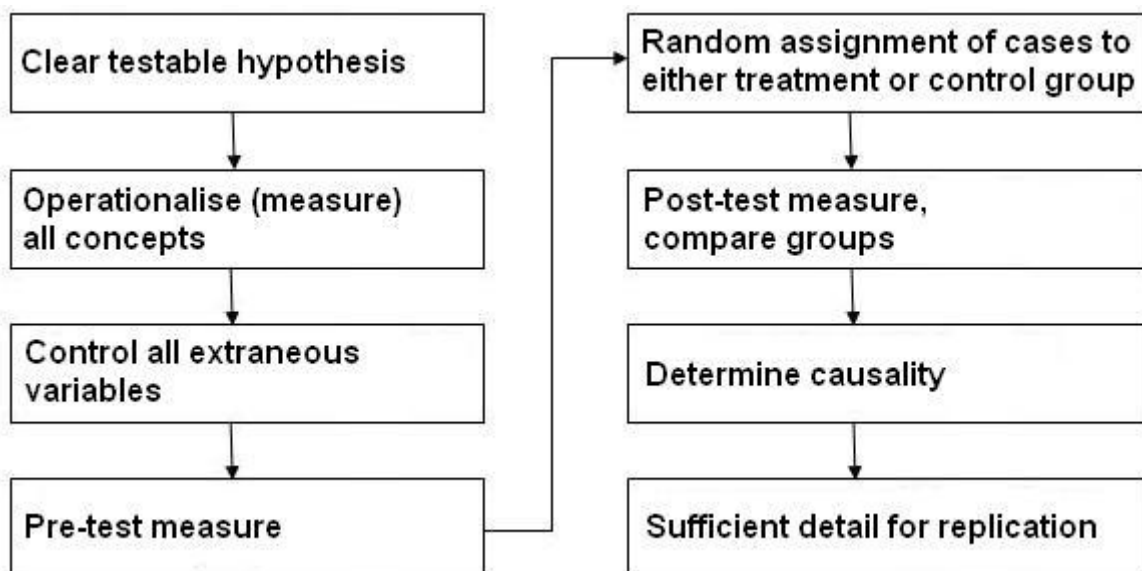 Clear testable hypothesis
Operationalise (measure)
all concepts
Control all extraneous
variables
Pre-test measure
Random assignment of cases to
either treatment or control group
Post-test measure,
compare groups
Determine causality
Sufficient detail for replication